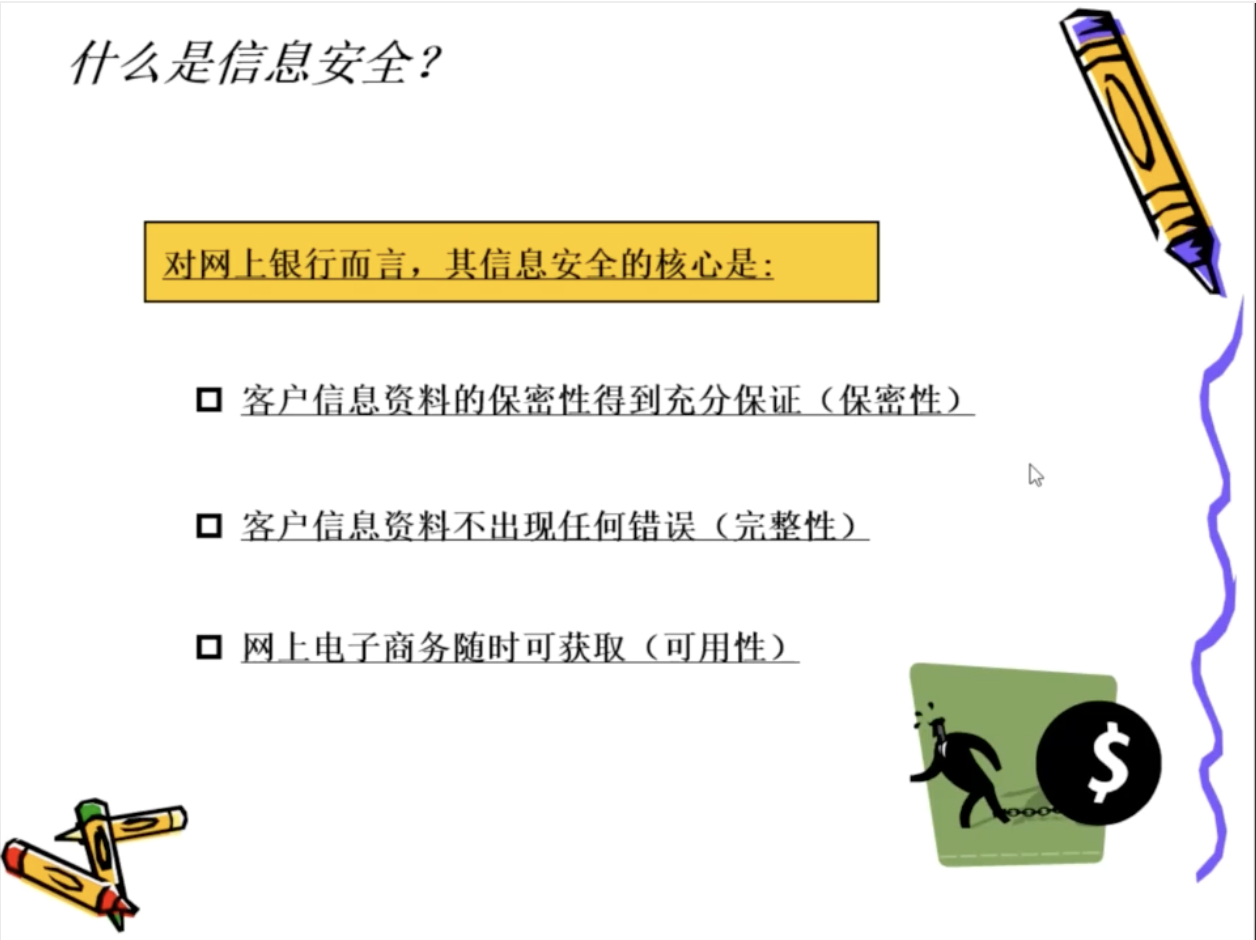 什么是信息安全？
对网上银行而言，其信息安全的核心是:
客户信息资料的保密性得到充分保证（保密性）
客户信息资料不出现任何错误（完整性）
网上电子商务随时可获取（可用性）
$